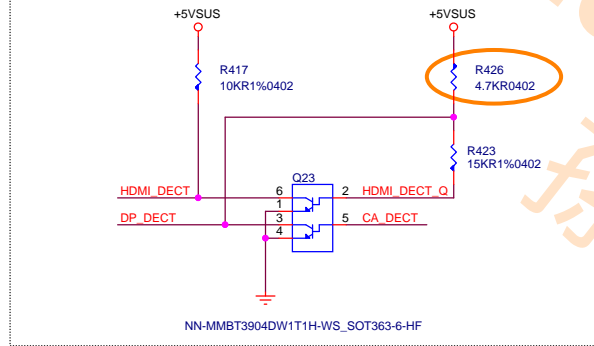 +5VSUS
+5VSUS
R417
10KR1%0402
R426
4.7KR0402
R423
15KR1%0402
Q23
HDMI_DECT
6
2
HDMI_DECT_Q
1
DP_DECT
3
5
CA_DECT
4
NN-MMBT3904DW1T1H-WS_SOT363-6-HF